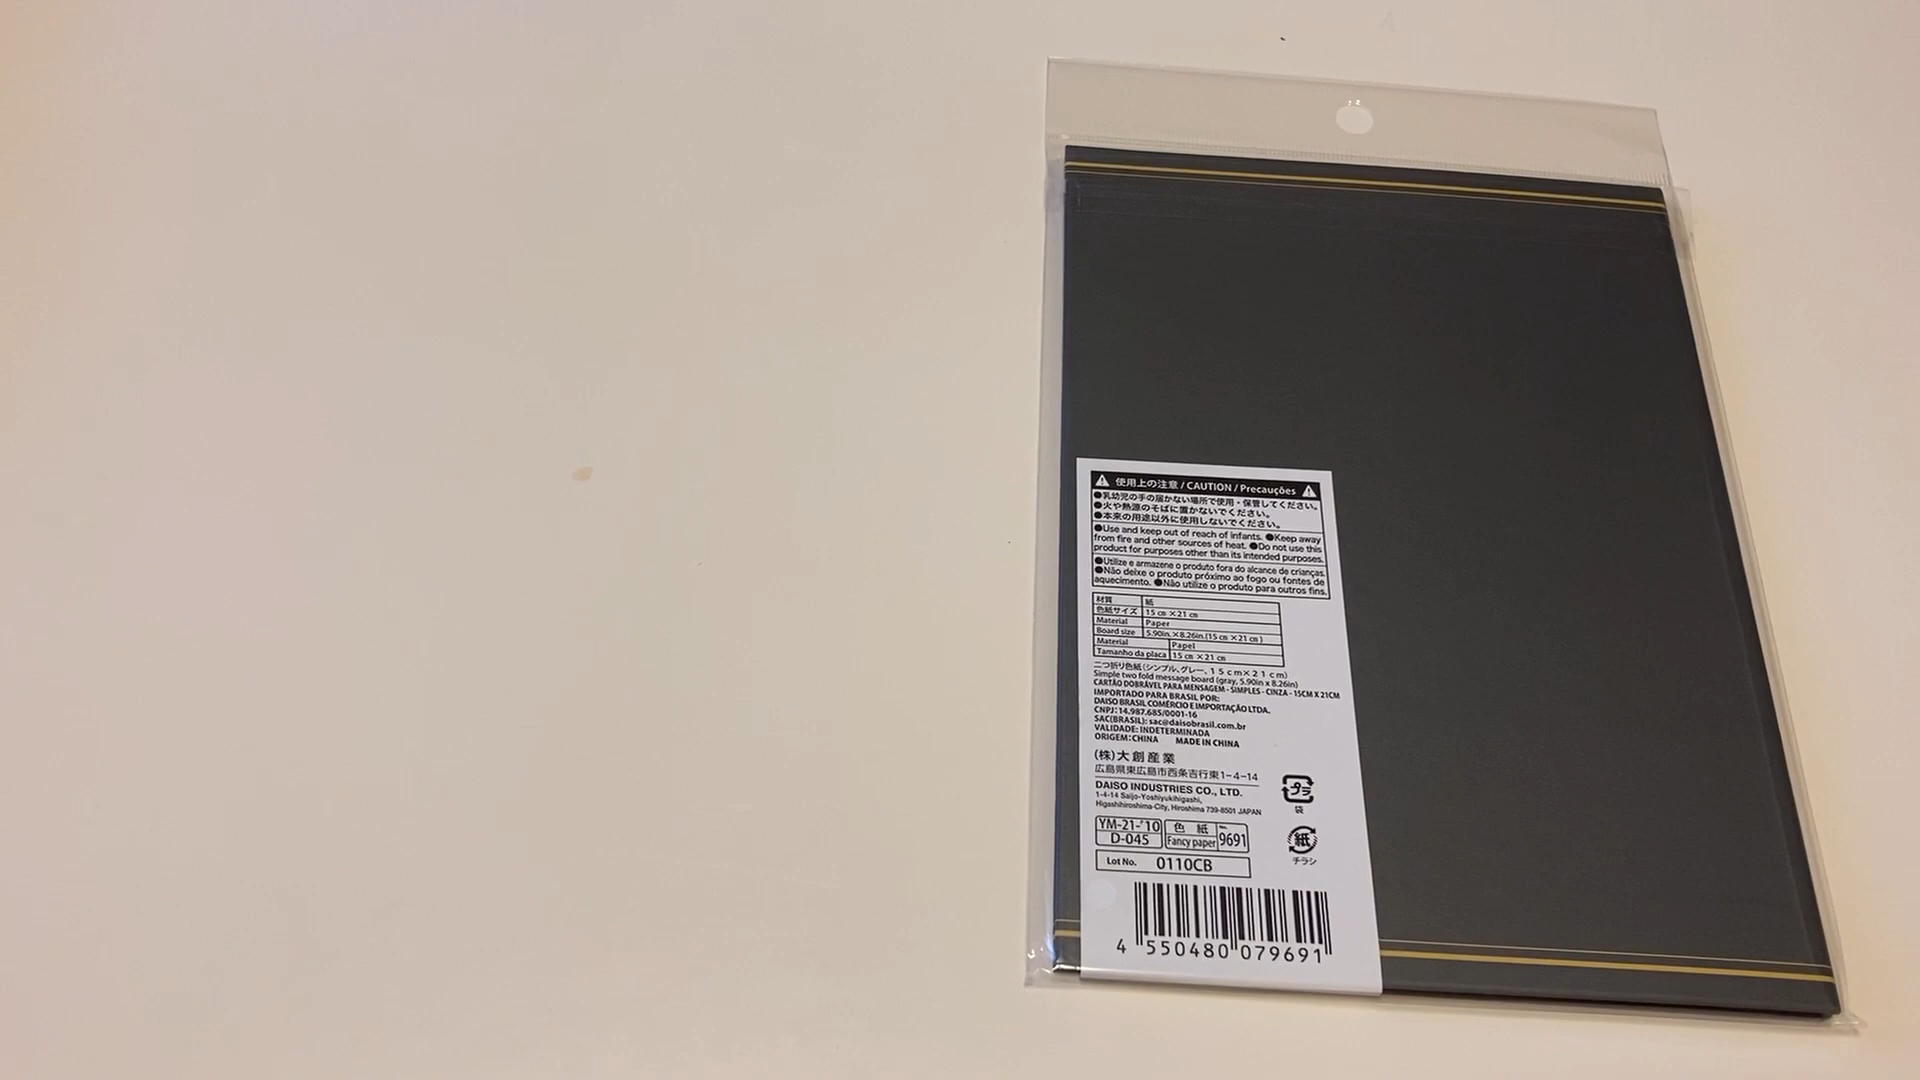 使用上の注意 / CAUTION / Precauções
●乳幼児の手の届かない場所で使用・保管してください。
●火や熱源のそばに置かないでください。
●本来の用途以外に使用しないでください。
●Use and keep out of reach of infants. ●Keep away
from fire and other sources of heat. ●Do not use this
product for purposes other than its intended purposes.
●Utilize e armazene o produto fora do alcance de crianças.
●Não deixe o produto próximo ao fogo ou fontes de
aquecimento. ●Não utilize o produto para outros fins.
材質 紙
色紙サイズ 15㎝×21㎝
Material Paper
Board size 5.90in.×8.26in.(15㎝×21㎝)
Material Papel
Tamanho da placa 15㎝×21㎝
二つ折り色紙(シンプル、グレー、15cm×21cm)
Simple two fold message board (gray, 5.90in x 8.26in)
CARTÃO DOBRÁVEL PARA MENSAGEM - SIMPLES - CINZA - 15CM X 21CM
IMPORTADO PARA BRASIL POR:
DAISO BRASIL COMÉRCIO E IMPORTAÇÃO LTDA.
CNPJ: 14.987.685/0001-16
SAC(BRASIL): sac@daisobrasil.com.br
VALIDADE: INDETERMINADA
ORIGEM: CHINA MADE IN CHINA
(株)大創産業
広島県東広島市西条吉行東1-4-14
DAISO INDUSTRIES CO., LTD.
1-4-14 Saijo-Yoshiyukihigashi,
Higashihiroshima-City, Hiroshima 739-8501 JAPAN
プラ
袋
紙
チラシ
YM-21-'10
D-045
色紙
Fancy paper
No.
9691
Lot No. 0110CB
4 550480 079691